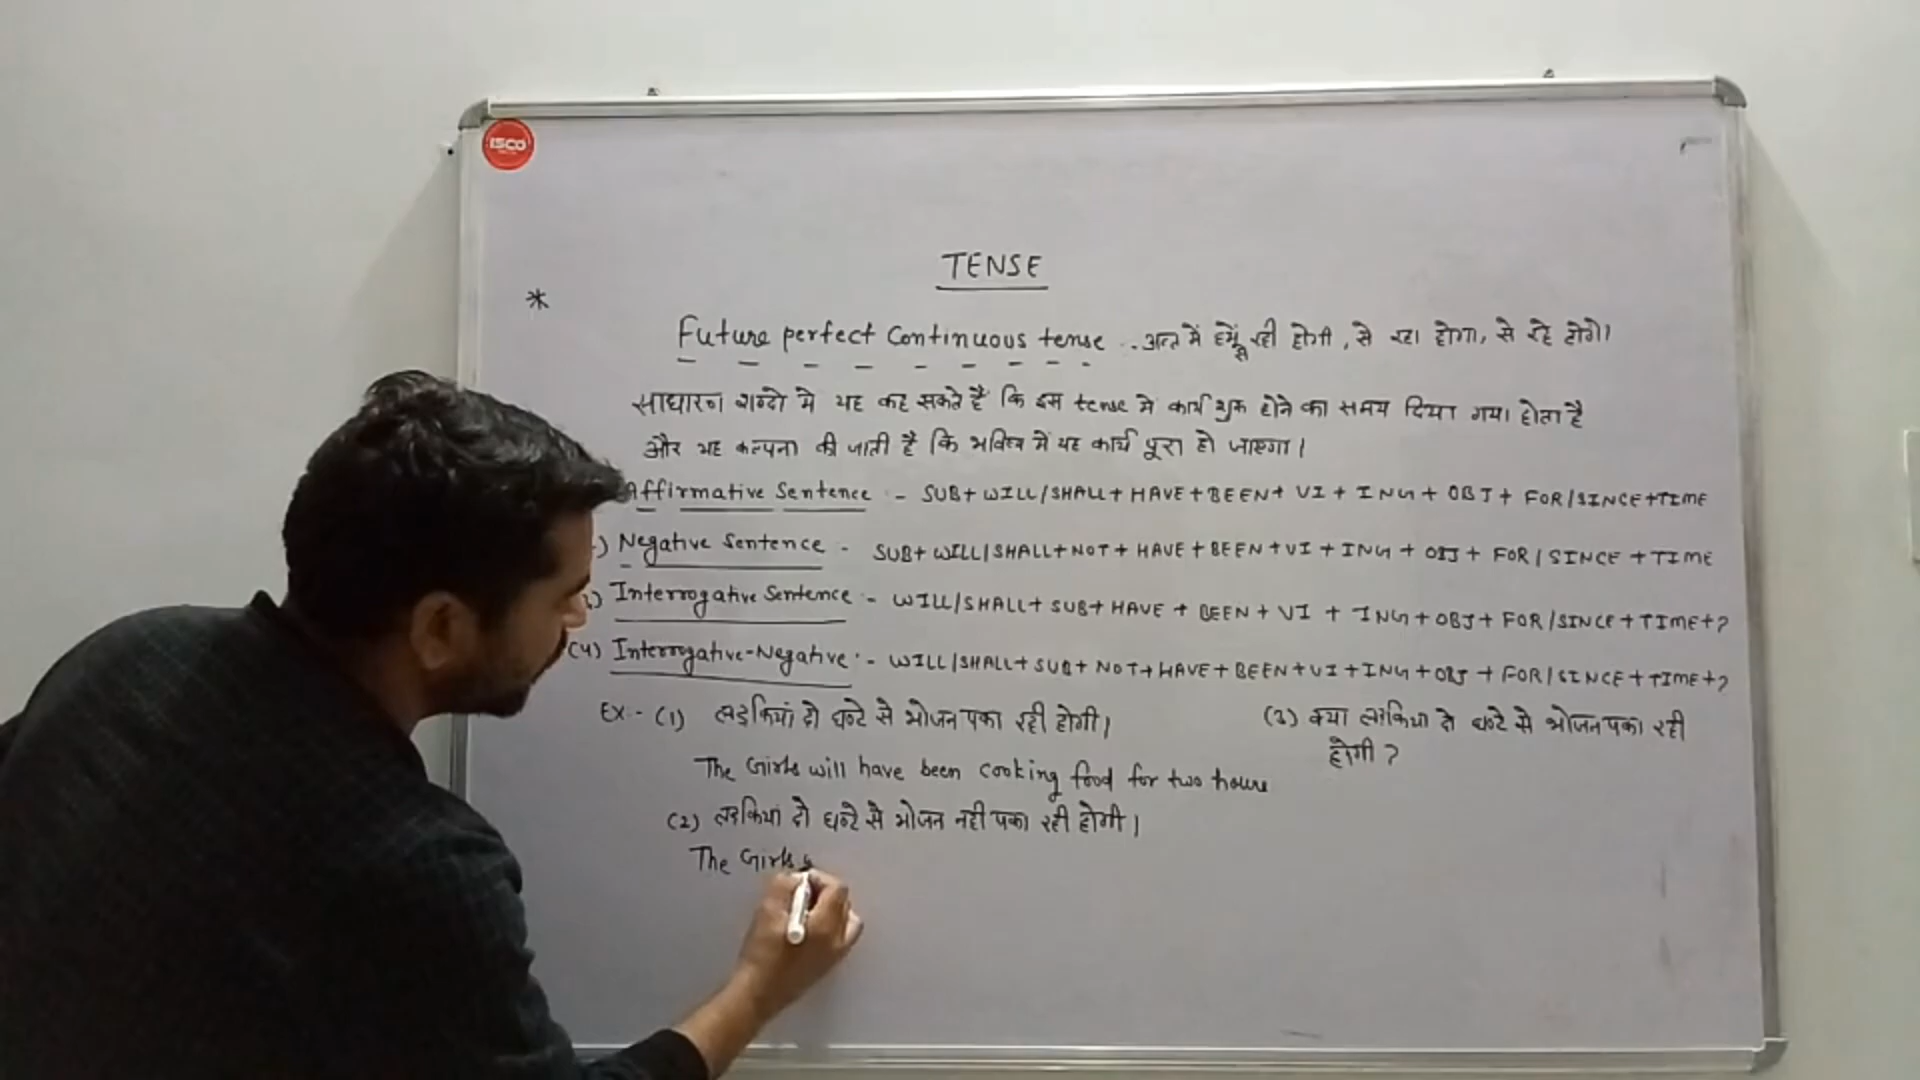 ISCO
TENSE
*
Future perfect Continuous tense - अन्त में हमें से रही होगी, से रहा होगा, से रहे होगे।
साधारण शब्दो मे यह कह सकते है कि इस tense मे कार्य शुरू होने का समय दिया गया होता है
और यह कल्पना की जाती है कि भविष्य में यह कार्य पूरा हो जाएगा।
Affirmative Sentence - SUB+ WILL/SHALL+ HAVE+BEEN+ VI + ING + OBJ + FOR/SINCE+TIME
) Negative Sentence - SUB+ WILL/SHALL+NOT+ HAVE+BEEN+VI + ING + OBJ + FOR/SINCE +TIME
) Interrogative Sentence - WILL/SHALL+ SUB+ HAVE + BEEN + VI + ING + OBJ + FOR/SINCE +TIME+?
(4) Interrogative-Negative - WILL/SHALL+ SUB+ NOT+HAVE+BEEN+VI+ING+OBJ + FOR/SINCE+TIME+?
EX - (1) लड़कियां दो घण्टे से भोजन पका रही होगी।
The Girls will have been cooking food for two hours
(2) लड़कियां दो घण्टे से भोजन नही पका रही होगी।
The Girls
(3) क्या लड़किया दो घण्टे से भोजन पका रही
होगी ?